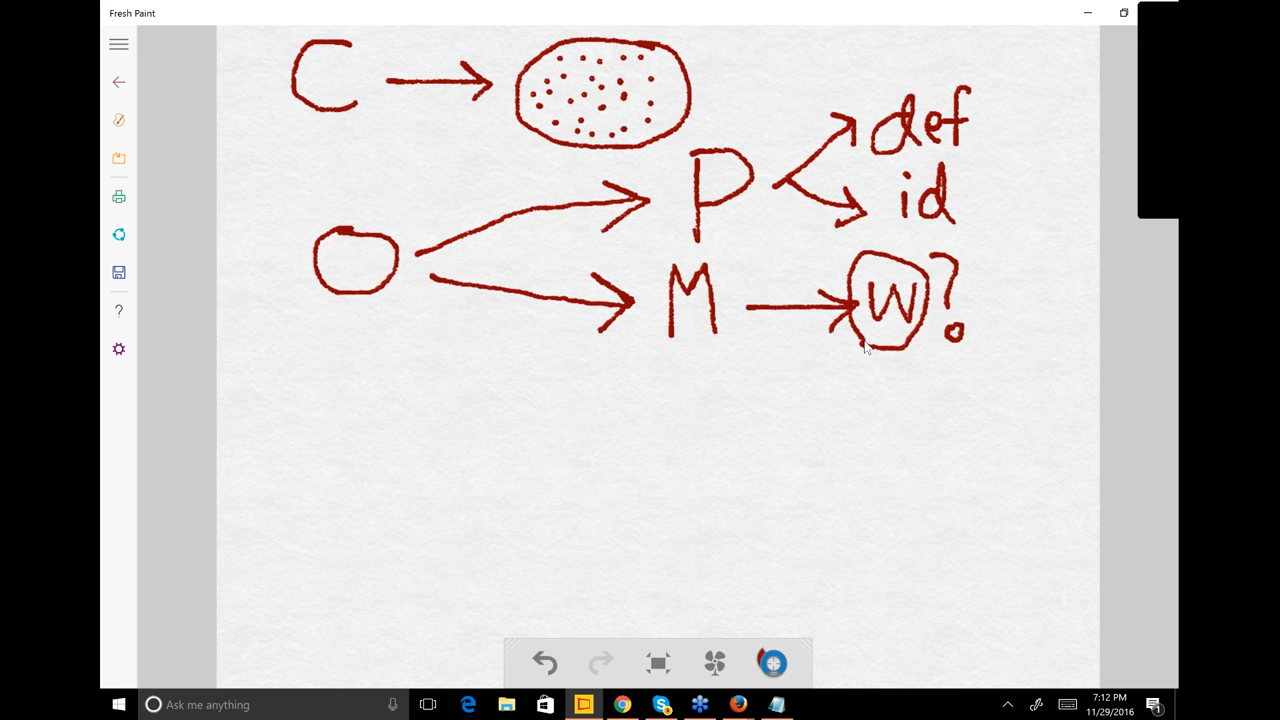 Fresh Paint
C
def
P
id
O
M
W?
Ask me anything
7:12 PM
11/29/2016